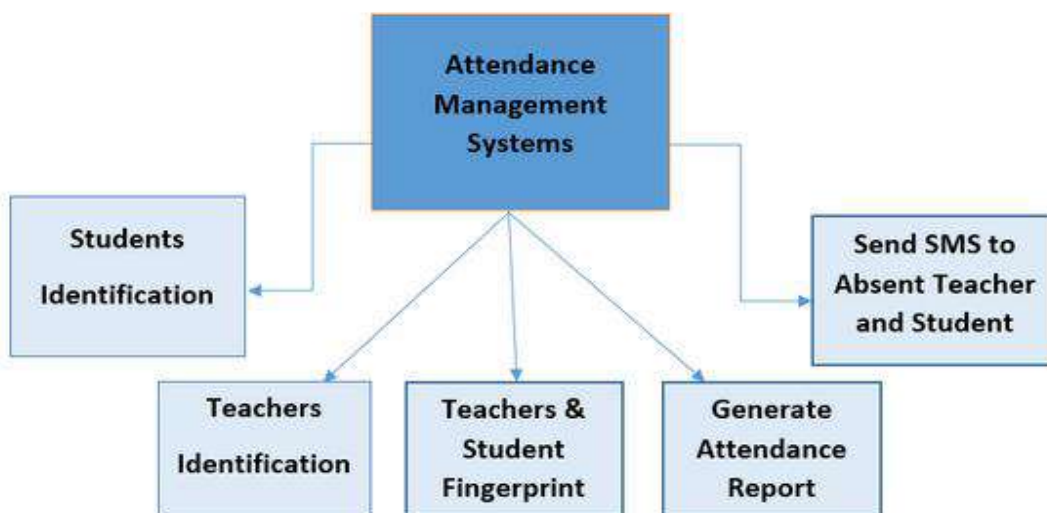 Attendance
Management
Systems
Students
Identification
Send SMS to
Absent Teacher
and Student
Teachers
Identification
Teachers &
Student
Fingerprint
Generate
Attendance
Report